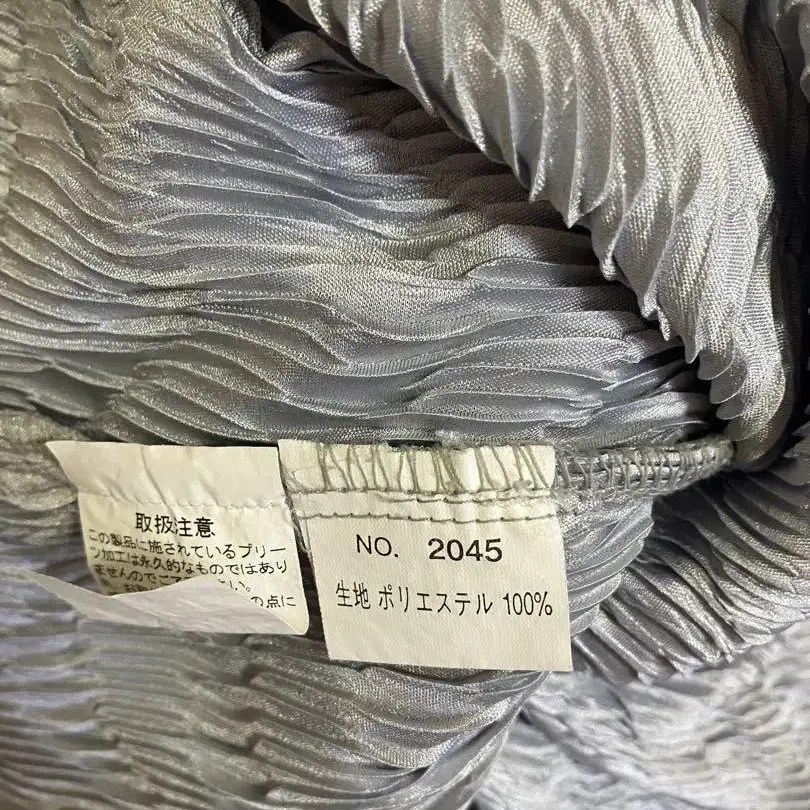 取扱注意
この製品に施されているプリー
ツ加工は永久的なものではあり
ませんのでご
の点に
NO. 2045
生地 ポリエステル 100%